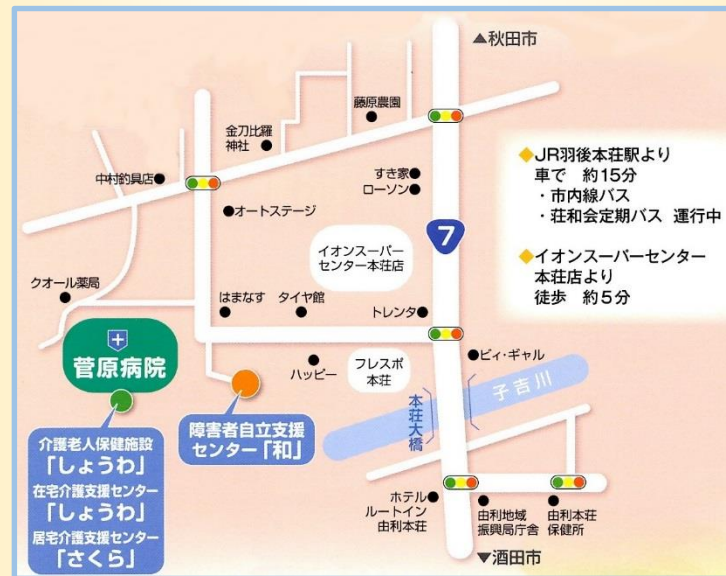 ▲秋田市
藤原農園
金刀比羅
神社
中村釣具店
すき家
ローソン
オートステージ
7
イオンスーパー
センター本荘店
◆JR羽後本荘駅より
車で 約15分
・市内線バス
・荘和会定期バス 運行中
◆イオンスーパーセンター
本荘店より
徒歩 約5分
クオール薬局
はまなす
タイヤ館
トレンタ
菅原病院
ハッピー
フレスポ
本荘
ビィ・ギャル
子吉川
本荘大橋
障害者自立支援
センター「和」
介護老人保健施設
「しょうわ」
在宅介護支援センター
「しょうわ」
居宅介護支援センター
「さくら」
ホテル
ルートイン
由利本荘
由利地域
振興局庁舎
由利本荘
保健所
▼酒田市